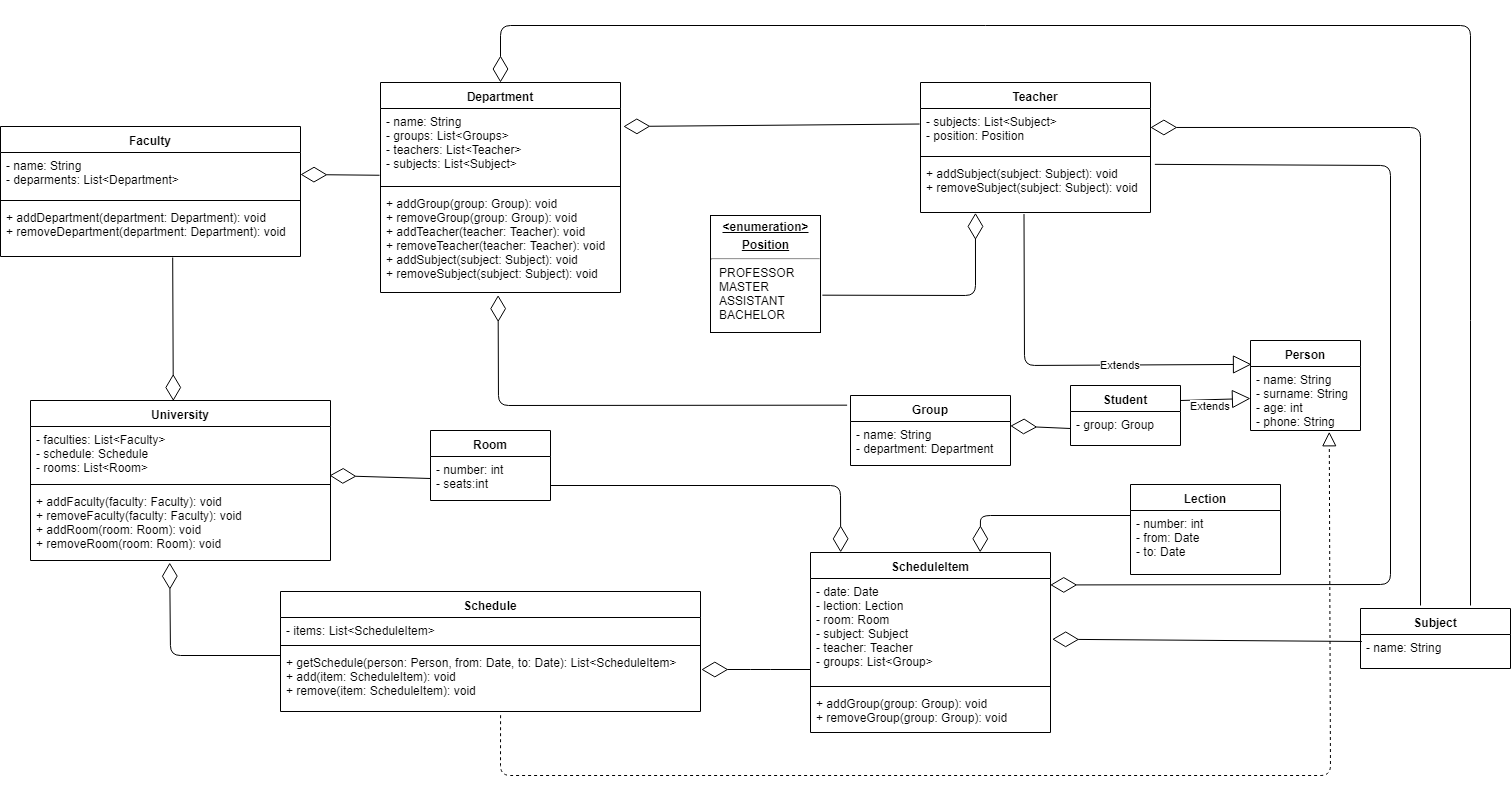 Department
- name: String
- groups: List<Groups>
- teachers: List<Teacher>
- subjects: List<Subject>
+ addGroup(group: Group): void
+ removeGroup(group: Group): void
+ addTeacher(teacher: Teacher): void
+ removeTeacher(teacher: Teacher): void
+ addSubject(subject: Subject): void
+ removeSubject(subject: Subject): void
Teacher
- subjects: List<Subject>
- position: Position
+ addSubject(subject: Subject): void
+ removeSubject(subject: Subject): void
Faculty
- name: String
- deparments: List<Department>
+ addDepartment(department: Department): void
+ removeDepartment(department: Department): void
<enumeration>
Position
PROFESSOR
MASTER
ASSISTANT
BACHELOR
Extends
Person
- name: String
- surname: String
- age: int
- phone: String
Extends
Student
- group: Group
Group
- name: String
- department: Department
University
- faculties: List<Faculty>
- schedule: Schedule
- rooms: List<Room>
+ addFaculty(faculty: Faculty): void
+ removeFaculty(faculty: Faculty): void
+ addRoom(room: Room): void
+ removeRoom(room: Room): void
Room
- number: int
- seats:int
Lection
- number: int
- from: Date
- to: Date
ScheduleItem
- date: Date
- lection: Lection
- room: Room
- subject: Subject
- teacher: Teacher
- groups: List<Group>
+ addGroup(group: Group): void
+ removeGroup(group: Group): void
Schedule
- items: List<ScheduleItem>
+ getSchedule(person: Person, from: Date, to: Date): List<ScheduleItem>
+ add(item: ScheduleItem): void
+ remove(item: ScheduleItem): void
Subject
- name: String